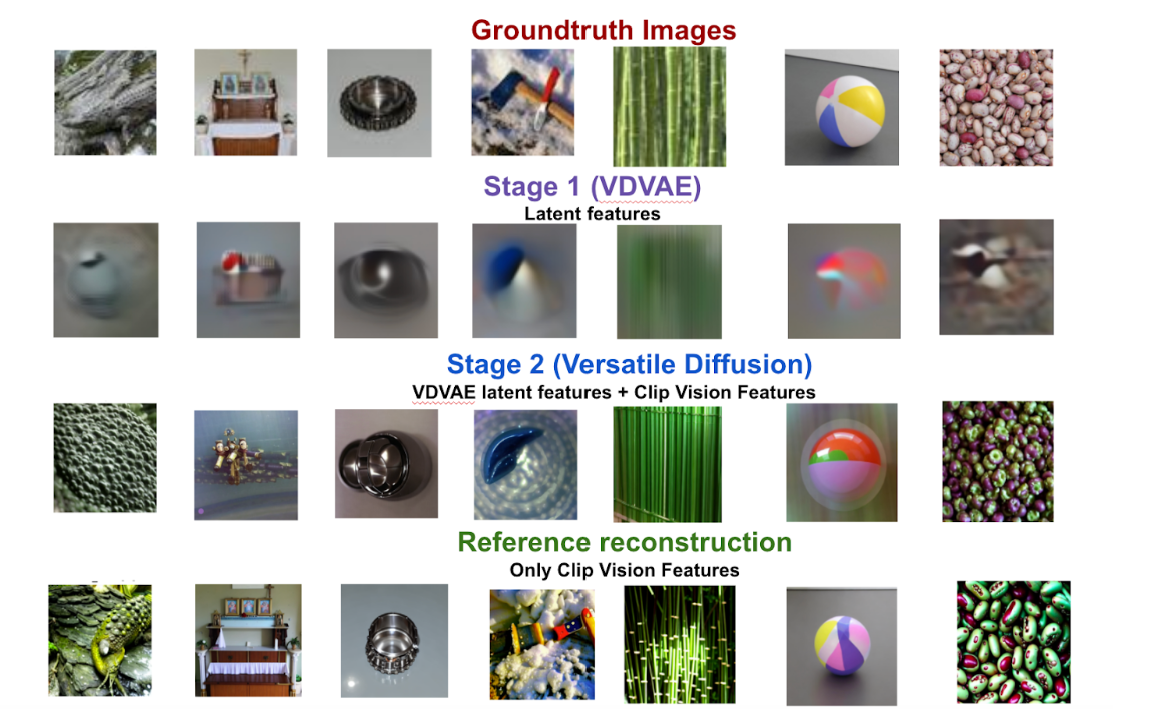 Groundtruth Images
Stage 1 (VDVAE)
Latent features
Stage 2 (Versatile Diffusion)
VDVAE latent features + Clip Vision Features
Reference reconstruction
Only Clip Vision Features